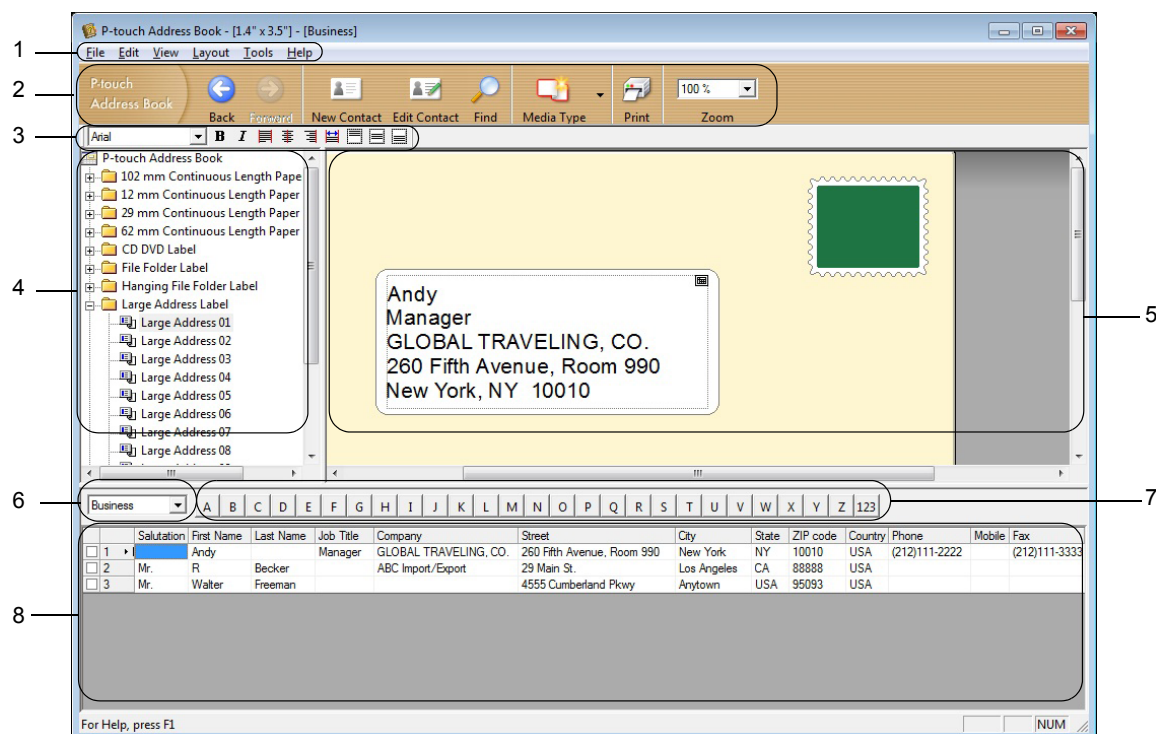 P-touch Address Book - [1.4" x 3.5"] - [Business]
1
File Edit View Layout Tools Help
2
P-touch
Address Book
Back Forward New Contact Edit Contact Find Media Type Print 100 % Zoom
3
Arial B I
P-touch Address Book
102 mm Continuous Length Pape
12 mm Continuous Length Paper
29 mm Continuous Length Paper
62 mm Continuous Length Paper
CD DVD Label
File Folder Label
4
Hanging File Folder Label
Large Address Label
Large Address 01
Large Address 02
Large Address 03
Large Address 04
Large Address 05
Large Address 06
Large Address 07
Large Address 08
Andy
Manager
GLOBAL TRAVELING, CO.
260 Fifth Avenue, Room 990
New York, NY 10010
5
6
Business
A B C D E F G H I J K L M N O P Q R S T U V W X Y Z 123
7
Salutation First Name Last Name Job Title Company Street City State ZIP code Country Phone Mobile Fax
1 Andy Manager GLOBAL TRAVELING, CO. 260 Fifth Avenue, Room 990 New York NY 10010 USA (212)111-2222 (212)111-3333
2 Mr. R Becker ABC Import/Export 29 Main St. Los Angeles CA 88888 USA
3 Mr. Walter Freeman 4555 Cumberland Pkwy Anytown USA 95093 USA
8
For Help, press F1
NUM